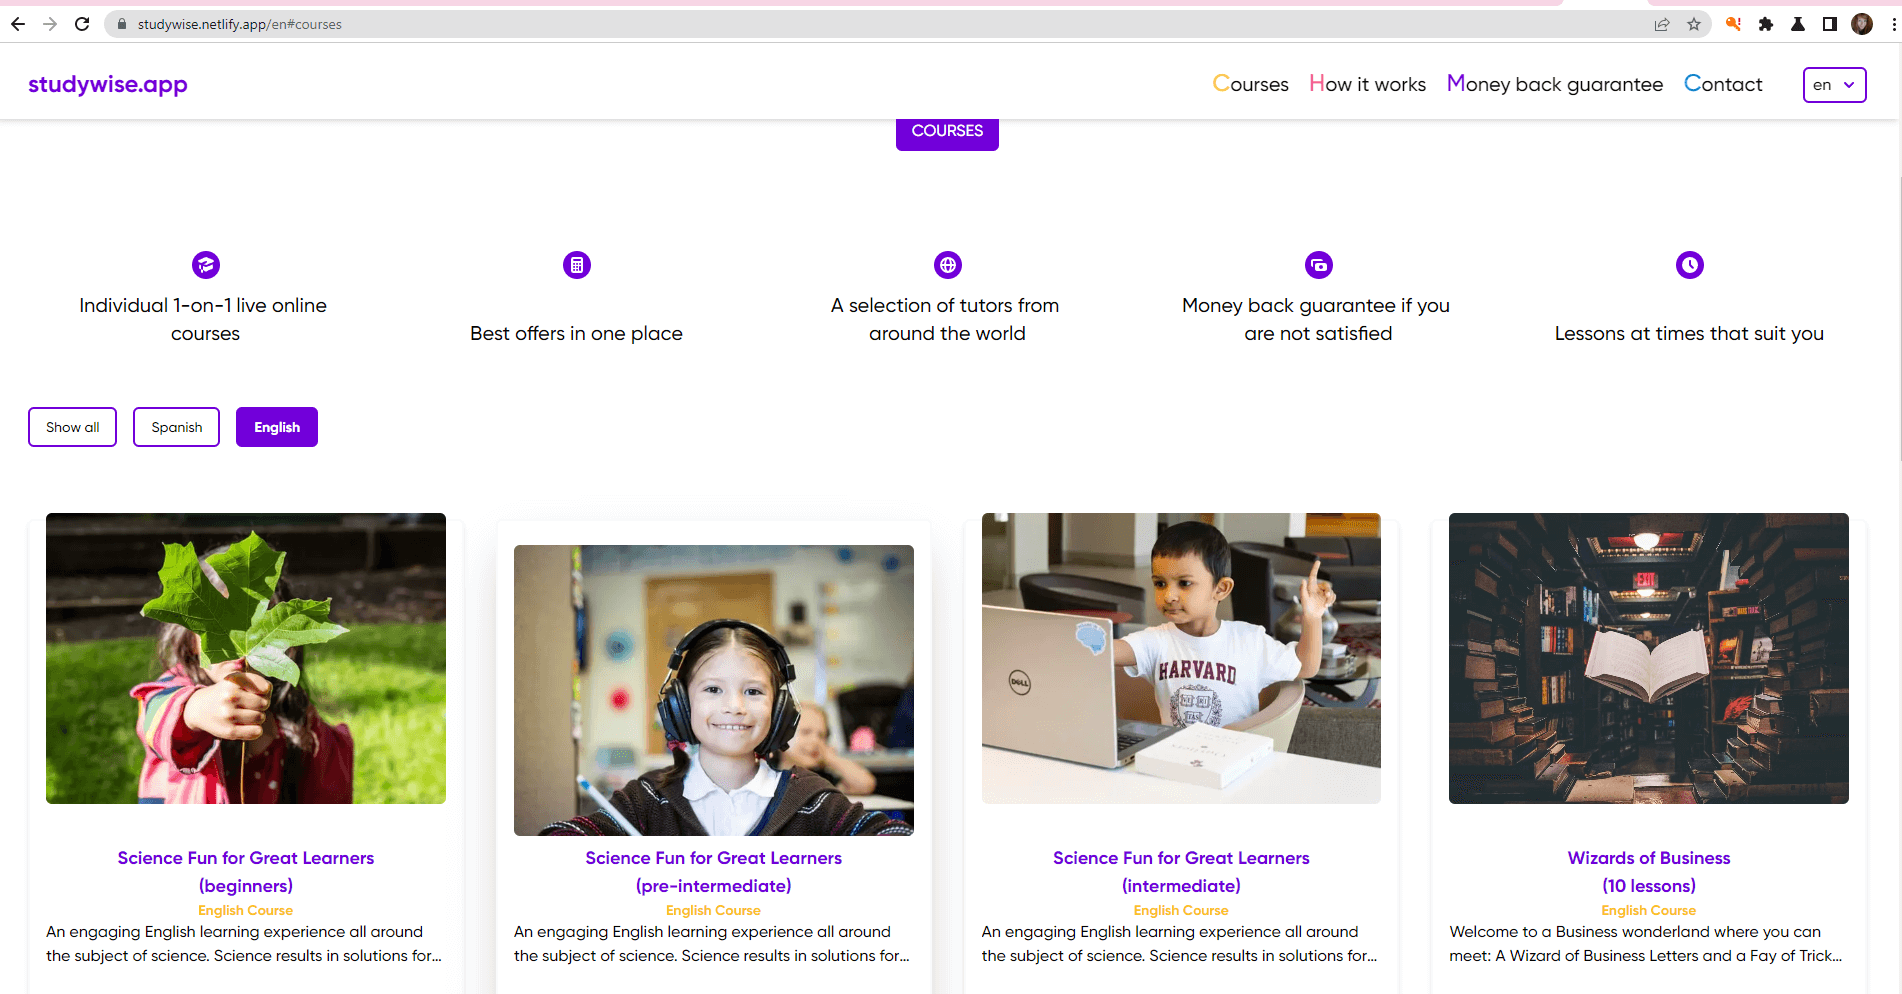 studywise.netlify.app/en#courses
studywise.app
Courses How it works Money back guarantee Contact en
COURSES
Individual 1-on-1 live online
courses
Best offers in one place
A selection of tutors from
around the world
Money back guarantee if you
are not satisfied
Lessons at times that suit you
Show all Spanish English
DELL
HARVARD
EXIT
Science Fun for Great Learners
(beginners)
English Course
An engaging English learning experience all around
the subject of science. Science results in solutions for...
Science Fun for Great Learners
(pre-intermediate)
English Course
An engaging English learning experience all around
the subject of science. Science results in solutions for...
Science Fun for Great Learners
(intermediate)
English Course
An engaging English learning experience all around
the subject of science. Science results in solutions for...
Wizards of Business
(10 lessons)
English Course
Welcome to a Business wonderland where you can
meet: A Wizard of Business Letters and a Fay of Trick...